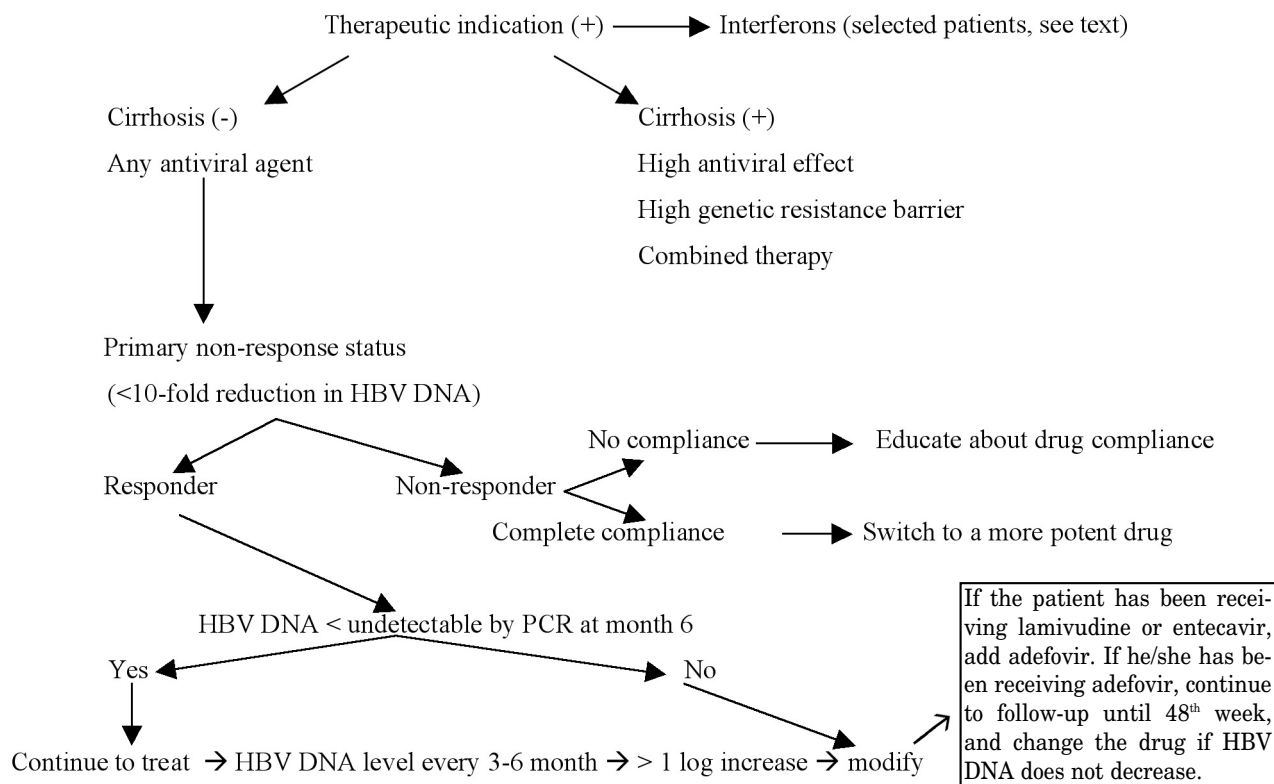 Therapeutic indication (+) → Interferons (selected patients, see text)
Cirrhosis (-)
Any antiviral agent
Cirrhosis (+)
High antiviral effect
High genetic resistance barrier
Combined therapy
Primary non-response status
(<10-fold reduction in HBV DNA)
No compliance → Educate about drug compliance
Responder
Non-responder
Complete compliance → Switch to a more potent drug
HBV DNA < undetectable by PCR at month 6
Yes
No
Continue to treat → HBV DNA level every 3-6 month → > 1 log increase → modify
If the patient has been recei-
ving lamivudine or entecavir,
add adefovir. If he/she has be-
en receiving adefovir, continue
to follow-up until 48th week,
and change the drug if HBV
DNA does not decrease.